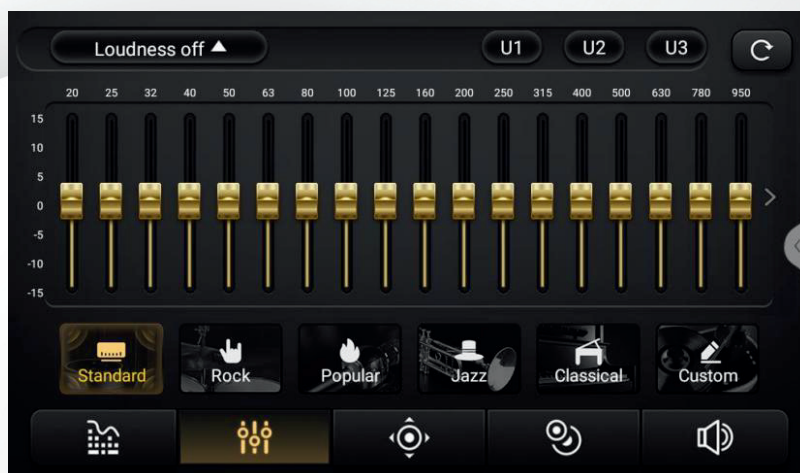 Loudness off ▲ U1 U2 U3
20 25 32 40 50 63 80 100 125 160 200 250 315 400 500 630 780 950
15
10
5
0
-5
-10
-15
Standard Rock Popular Jazz Classical Custom